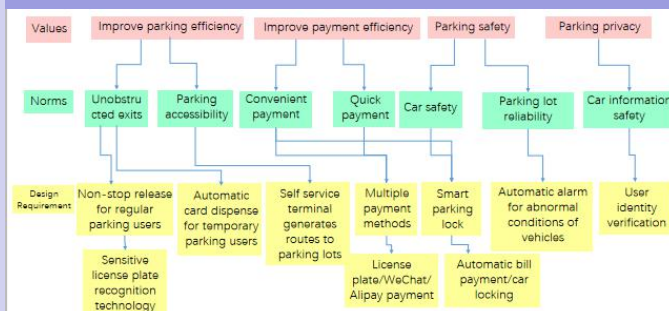 Values
Improve parking efficiency
Improve payment efficiency
Parking safety
Parking privacy
Norms
Unobstru
cted exits
Parking
accessibility
Convenient
payment
Quick
payment
Car safety
Parking lot
reliability
Car information
safety
Design
Requirement
Non-stop release
for regular
parking users
Automatic
card dispense
for temporary
parking users
Self service
terminal
generates
routes to
parking lots
Multiple
payment
methods
Smart
parking
lock
Automatic alarm
for abnormal
conditions of
vehicles
User
identity
verification
Sensitive
license plate
recognition
technology
License
plate/WeChat/
Alipay payment
Automatic bill
payment/car
locking